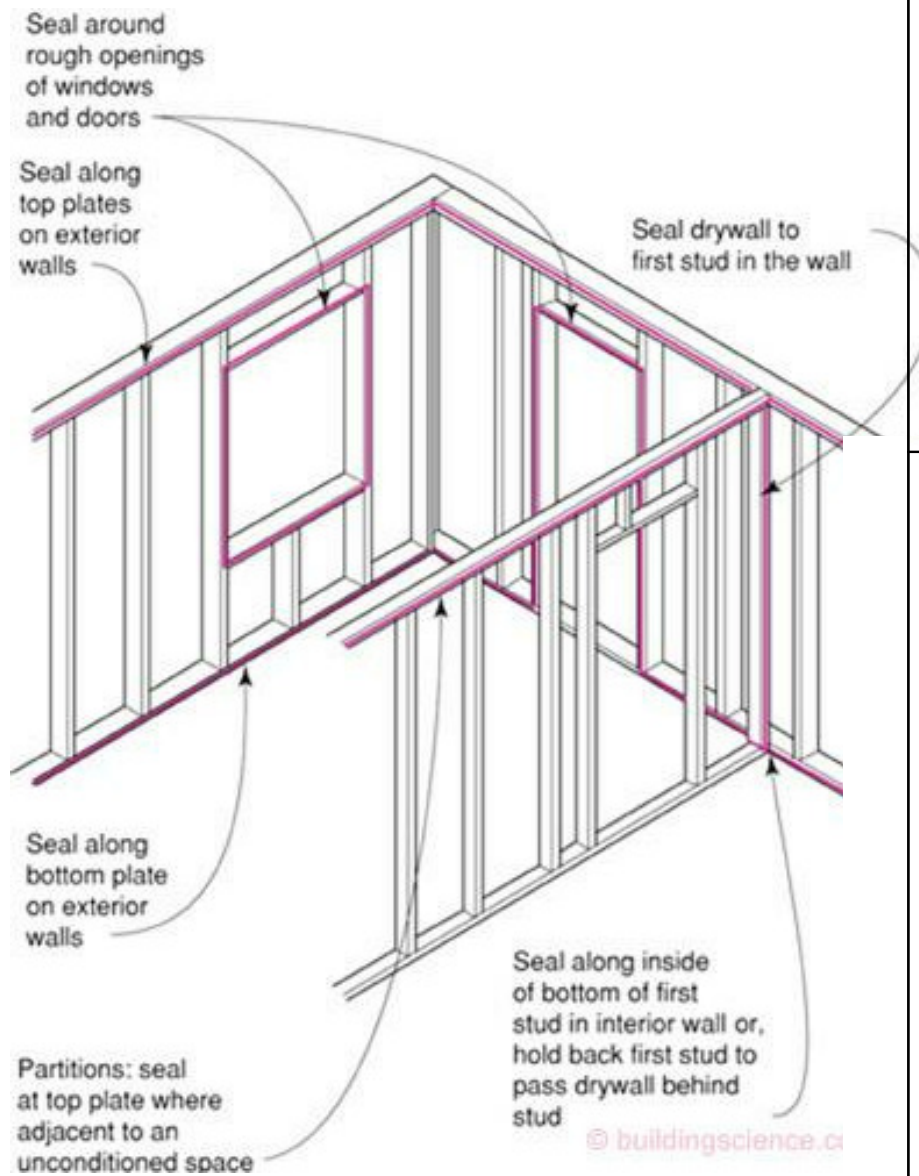 Seal around
rough openings
of windows
and doors
Seal along
top plates
on exterior
walls
Seal drywall to
first stud in the wall
Seal along
bottom plate
on exterior
walls
Seal along inside
of bottom of first
stud in interior wall or,
hold back first stud to
pass drywall behind
stud
Partitions: seal
at top plate where
adjacent to an
unconditioned space
© buildingscience.c